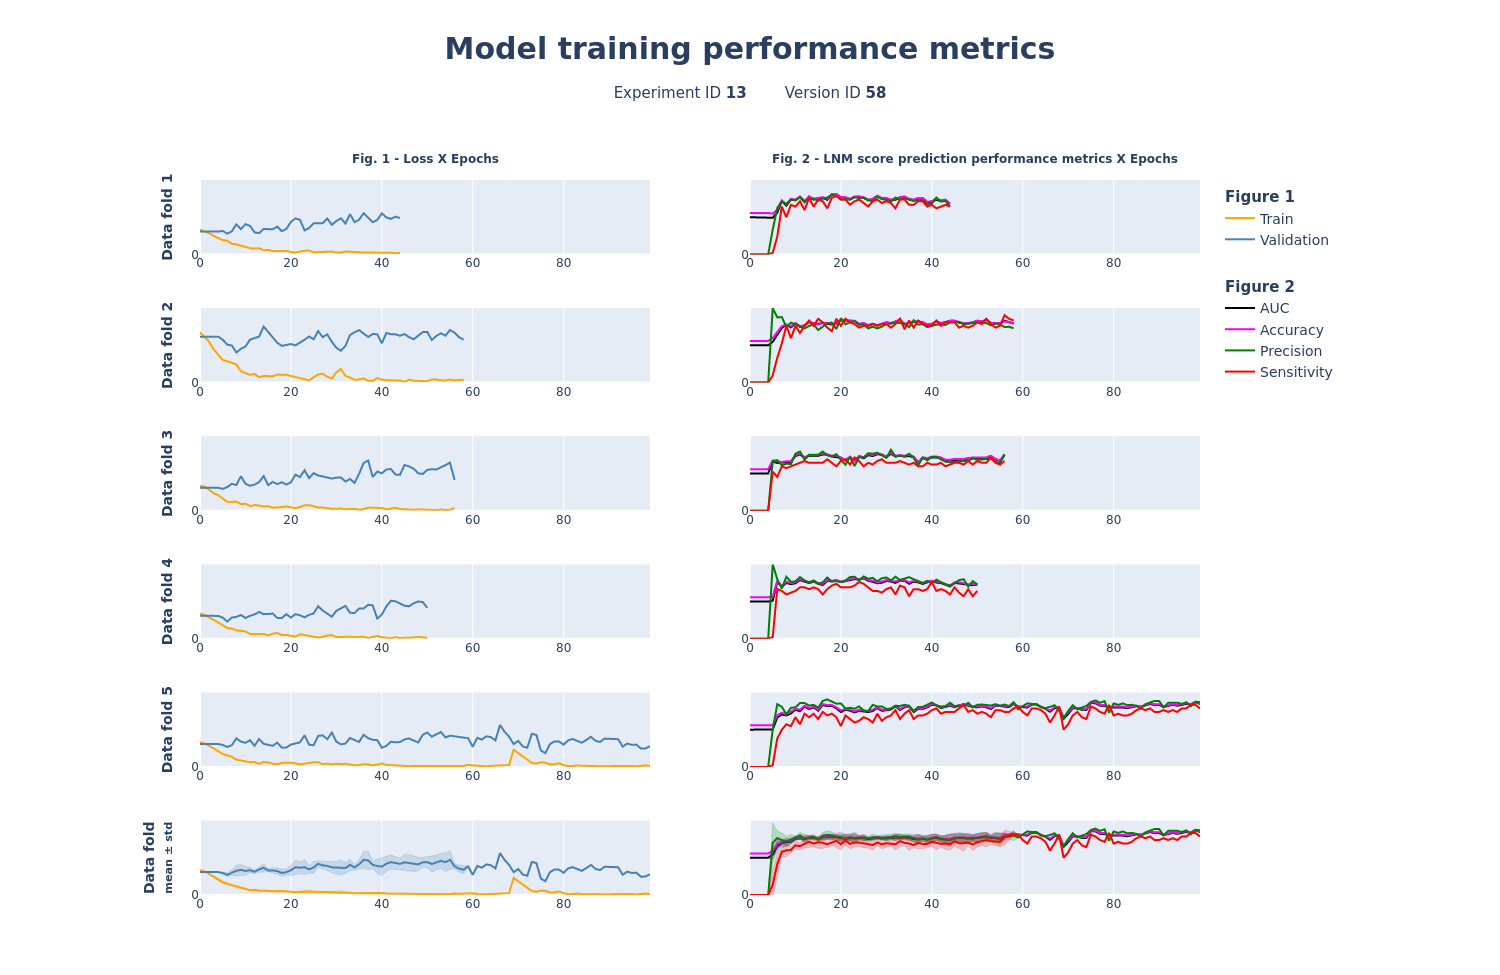 Model training performance metrics
Experiment ID 13 Version ID 58
Fig. 1 - Loss X Epochs
Fig. 2 - LNM score prediction performance metrics X Epochs
Data fold 1
0
0 20 40 60 80
0
0 20 40 60 80
Figure 1
Train
Validation
Figure 2
AUC
Accuracy
Precision
Sensitivity
Data fold 2
0
0 20 40 60 80
0
0 20 40 60 80
Data fold 3
0
0 20 40 60 80
0
0 20 40 60 80
Data fold 4
0
0 20 40 60 80
0
0 20 40 60 80
Data fold 5
0
0 20 40 60 80
0
0 20 40 60 80
Data fold
mean ± std
0
0 20 40 60 80
0
0 20 40 60 80